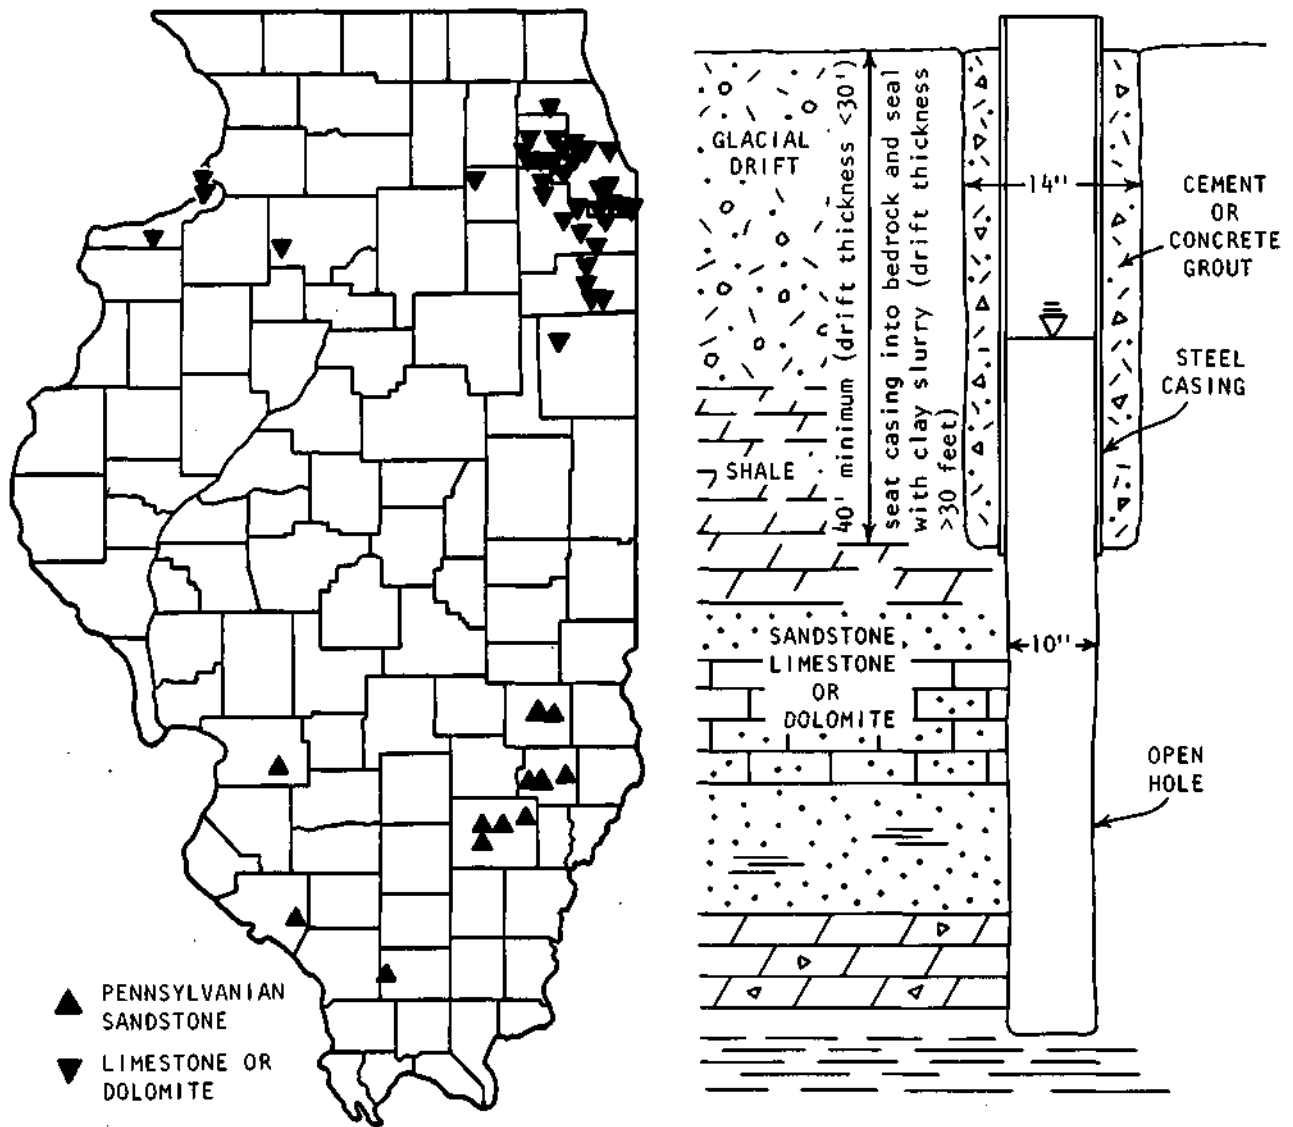 PENNSYLVANIAN
SANDSTONE
LIMESTONE OR
DOLOMITE
GLACIAL
DRIFT
SHALE
40' minimum (drift thickness <30')
seat casing into bedrock and seal
with clay slurry (drift thickness
>30 feet)
14"
CEMENT
OR
CONCRETE
GROUT
STEEL
CASING
SANDSTONE,
LIMESTONE
OR
DOLOMITE
10"
OPEN
HOLE